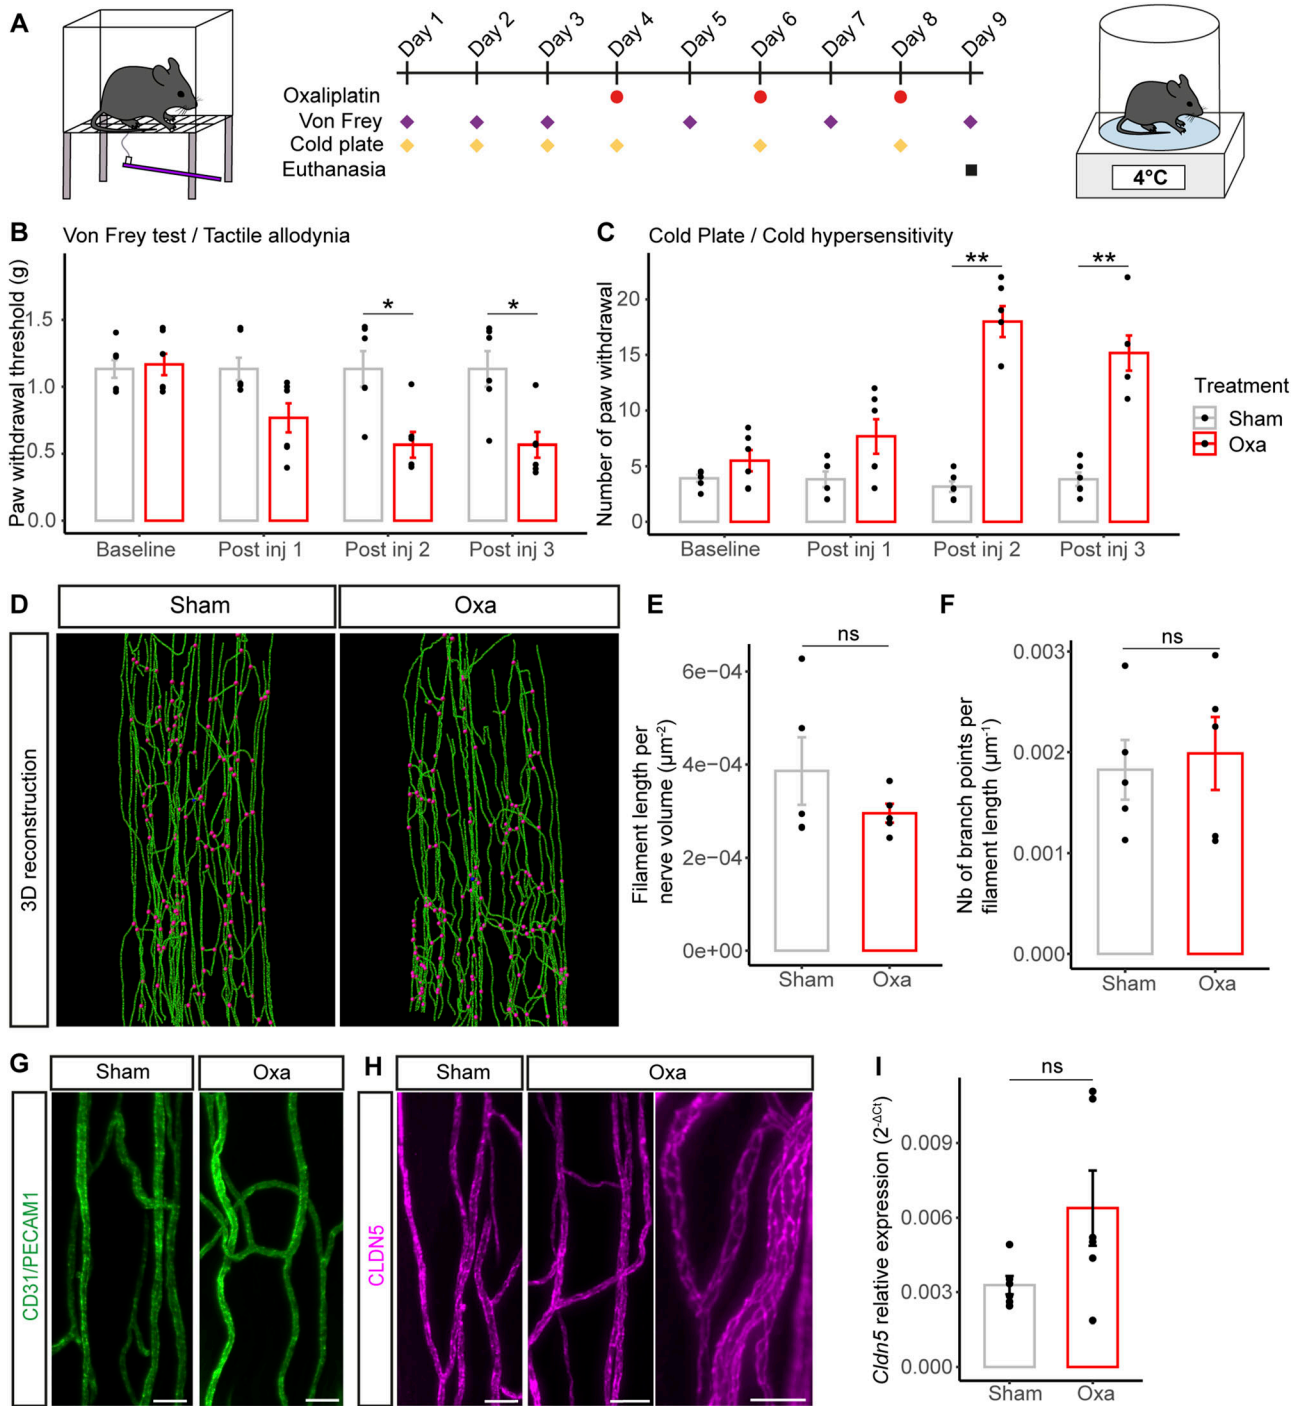 A
Day 1
Day 2
Day 3
Day 4
Day 5
Day 6
Day 7
Day 8
Day 9
Oxaliplatin
Von Frey
Cold plate
Euthanasia
4°C
B
Von Frey test / Tactile allodynia
Paw withdrawal threshold (g)
1.5
1.0
0.5
0.0
*
*
Baseline
Post inj 1
Post inj 2
Post inj 3
C
Cold Plate / Cold hypersensitivity
Number of paw withdrawal
20
15
10
5
0
**
**
Baseline
Post inj 1
Post inj 2
Post inj 3
Treatment
Sham
Oxa
D
Sham
Oxa
3D reconstruction
E
Filament length per
nerve volume (µm⁻²)
6e−04
4e−04
2e−04
0e+00
ns
Sham
Oxa
F
Nb of branch points per
filament length (µm⁻¹)
0.003
0.002
0.001
0.000
ns
Sham
Oxa
G
Sham
Oxa
CD31/PECAM1
H
Sham
Oxa
CLDN5
I
Cldn5 relative expression (2⁻ΔCt)
0.009
0.006
0.003
0.000
ns
Sham
Oxa